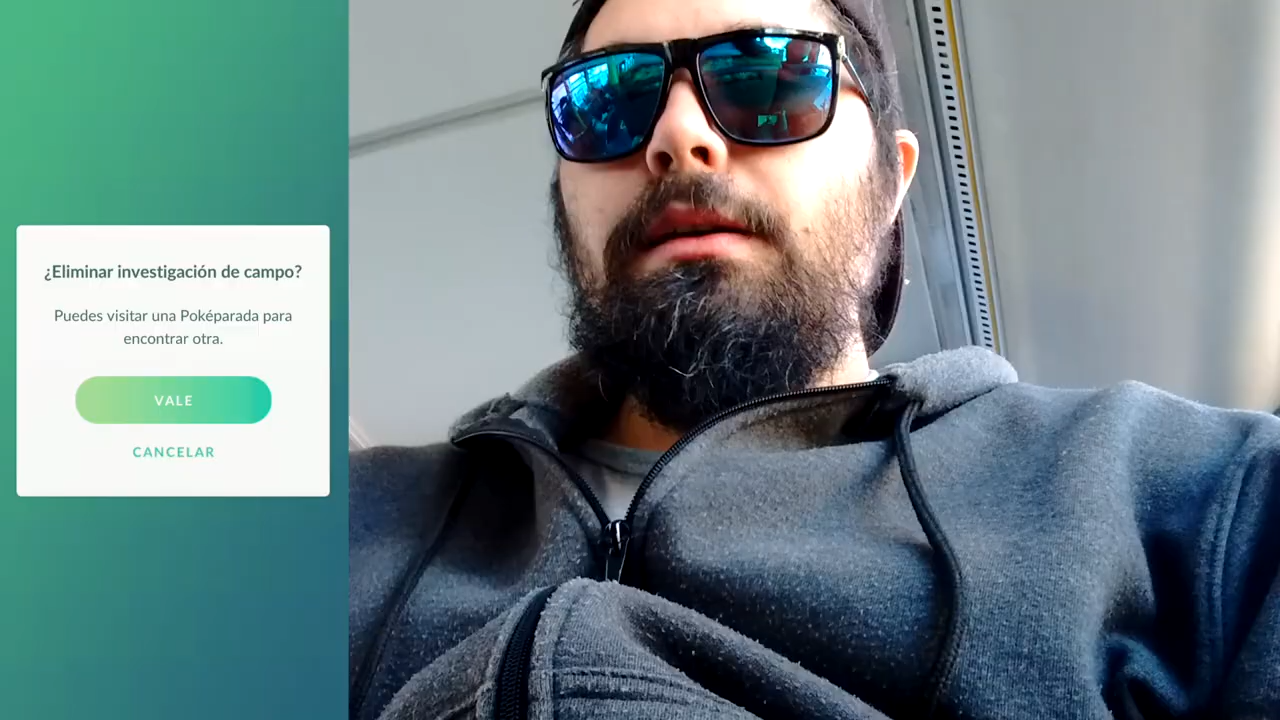 ¿Eliminar investigación de campo?
Puedes visitar una Poképarada para
encontrar otra.
VALE
CANCELAR